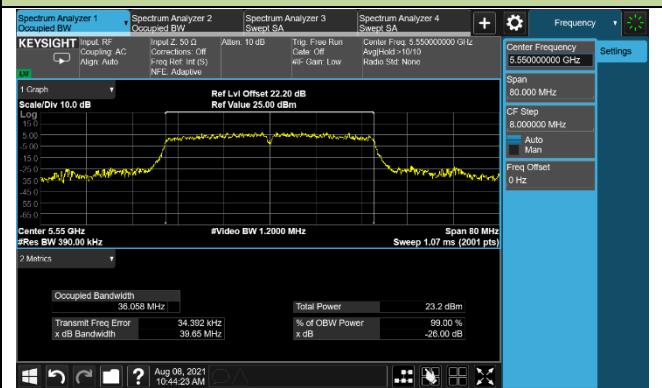 Spectrum Analyzer 1
Occupied BW
Spectrum Analyzer 2
Occupied BW
Spectrum Analyzer 3
Swept SA
Spectrum Analyzer 4
Swept SA
+
Frequency
KEYSIGHT
Input: RF
Coupling: AC
Align: Auto
Input Z: 50 Ω
Corrections: Off
Freq Ref: Int (S)
NFE: Adaptive
Atten: 10 dB
Trig: Free Run
Gate: Off
#IF Gain: Low
Center Freq: 5.550000000 GHz
Avg|Hold:>10/10
Radio Std: None
Center Frequency
5.550000000 GHz
Settings
Span
80.000 MHz
CF Step
8.000000 MHz
Auto
Man
Freq Offset
0 Hz
1 Graph
Scale/Div 10.0 dB
Ref Lvl Offset 22.20 dB
Ref Value 25.00 dBm
Log
15.0
5.00
-5.00
-15.0
-25.0
-35.0
-45.0
-55.0
-65.0
Center 5.55 GHz
#Video BW 1.2000 MHz
Span 80 MHz
#Res BW 390.00 kHz
Sweep 1.07 ms (2001 pts)
2 Metrics
Occupied Bandwidth
36.058 MHz
Total Power
23.2 dBm
Transmit Freq Error
34.392 kHz
% of OBW Power
99.00 %
x dB Bandwidth
39.65 MHz
x dB
-26.00 dB
?
Aug 08, 2021
10:44:23 AM